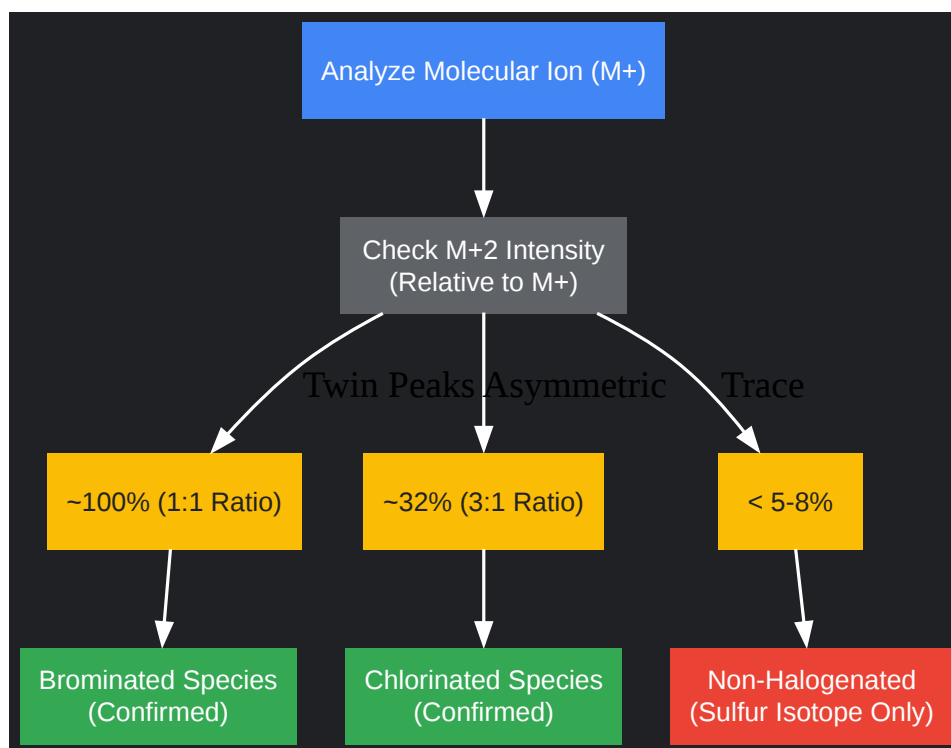 Analyze Molecular Ion (M+)
Check M+2 Intensity
(Relative to M+)
Twin Peaks
Asymmetric
Trace
~100% (1:1 Ratio)
~32% (3:1 Ratio)
< 5-8%
Brominated Species
(Confirmed)
Chlorinated Species
(Confirmed)
Non-Halogenated
(Sulfur Isotope Only)